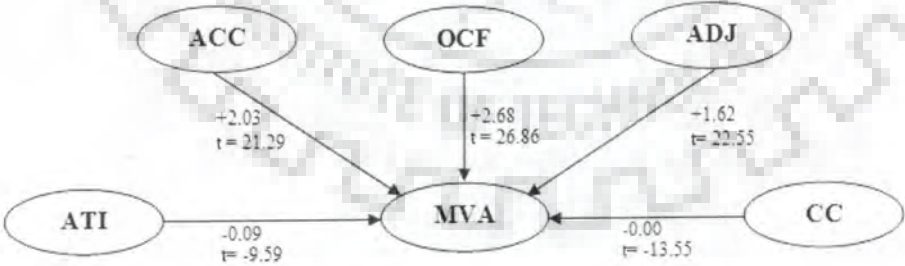 ACC
OCF
ADJ
+2.03
t = 21.29
+2.68
t = 26.86
+1.62
t= 22.55
ATI
MVA
CC
-0.09
t= -9.59
-0.00
t= -13.55